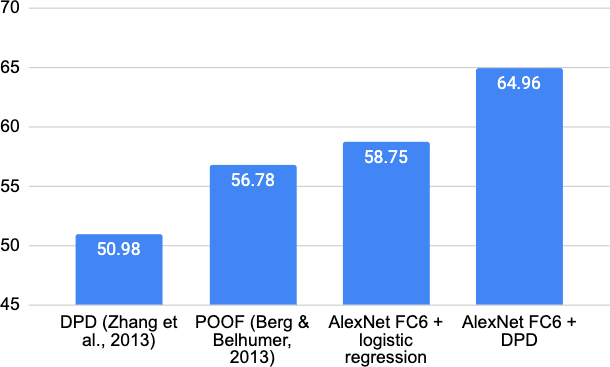 70
65
60
55
50
45
50.98
56.78
58.75
64.96
DPD (Zhang et
al., 2013)
POOF (Berg &
Belhumer,
2013)
AlexNet FC6 +
logistic
regression
AlexNet FC6 +
DPD